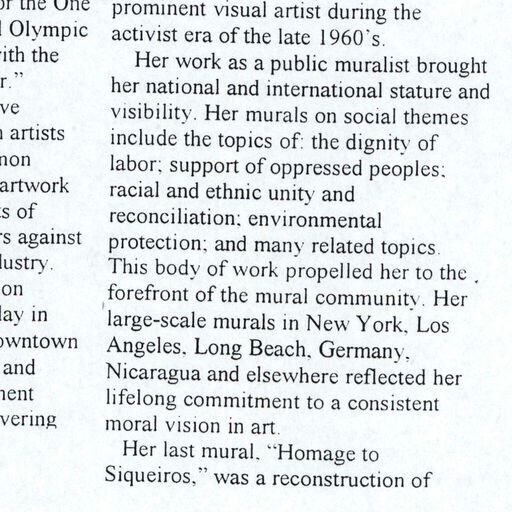 or the One
Olympic
ith the
r."
ve
artists
non
artwork
s of
rs against
lustry.
on
lay in
owntown
and
nent
vering
prominent visual artist during the
activist era of the late 1960's.
Her work as a public muralist brought
her national and international stature and
visibility. Her murals on social themes
include the topics of: the dignity of
labor; support of oppressed peoples;
racial and ethnic unity and
reconciliation; environmental
protection; and many related topics.
This body of work propelled her to the
forefront of the mural community. Her
large-scale murals in New York, Los
Angeles, Long Beach, Germany,
Nicaragua and elsewhere reflected her
lifelong commitment to a consistent
moral vision in art.
Her last mural, "Homage to
Siqueiros," was a reconstruction of